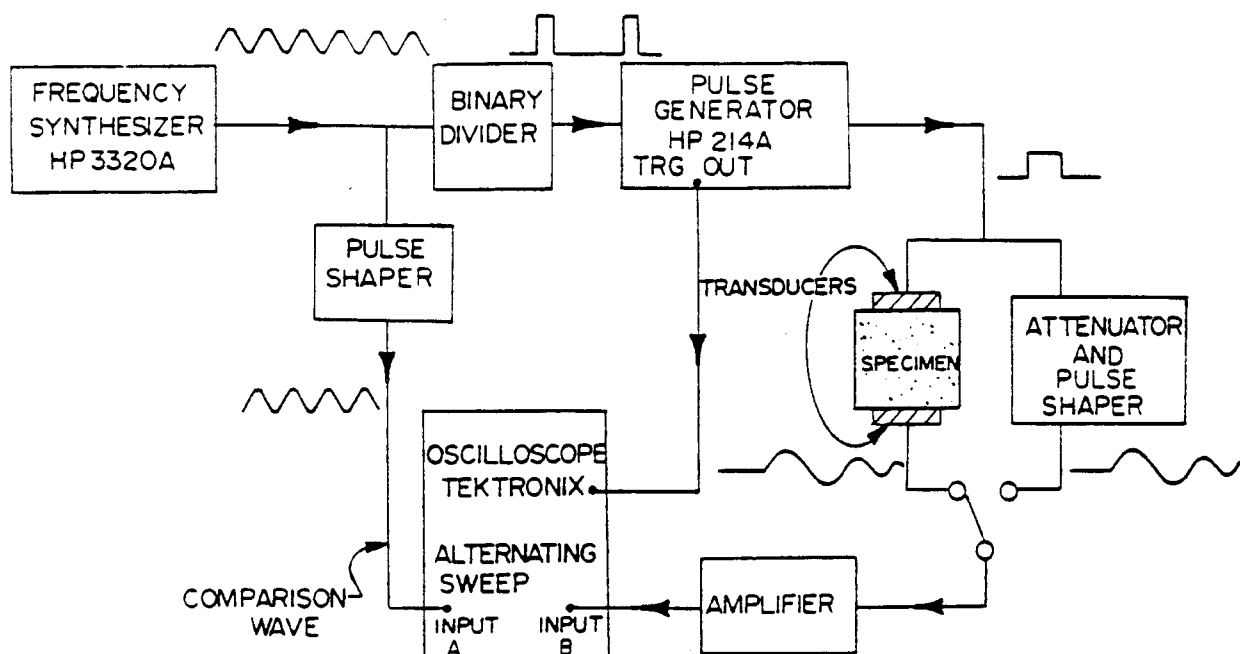 FREQUENCY
SYNTHESIZER
HP 3320A
BINARY
DIVIDER
PULSE
GENERATOR
HP 214A
TRG OUT
PULSE
SHAPER
TRANSDUCERS
SPECIMEN
ATTENUATOR
AND
PULSE
SHAPER
OSCILLOSCOPE
TEKTRONIX
ALTERNATING
SWEEP
INPUT
A
INPUT
B
AMPLIFIER
COMPARISON
WAVE